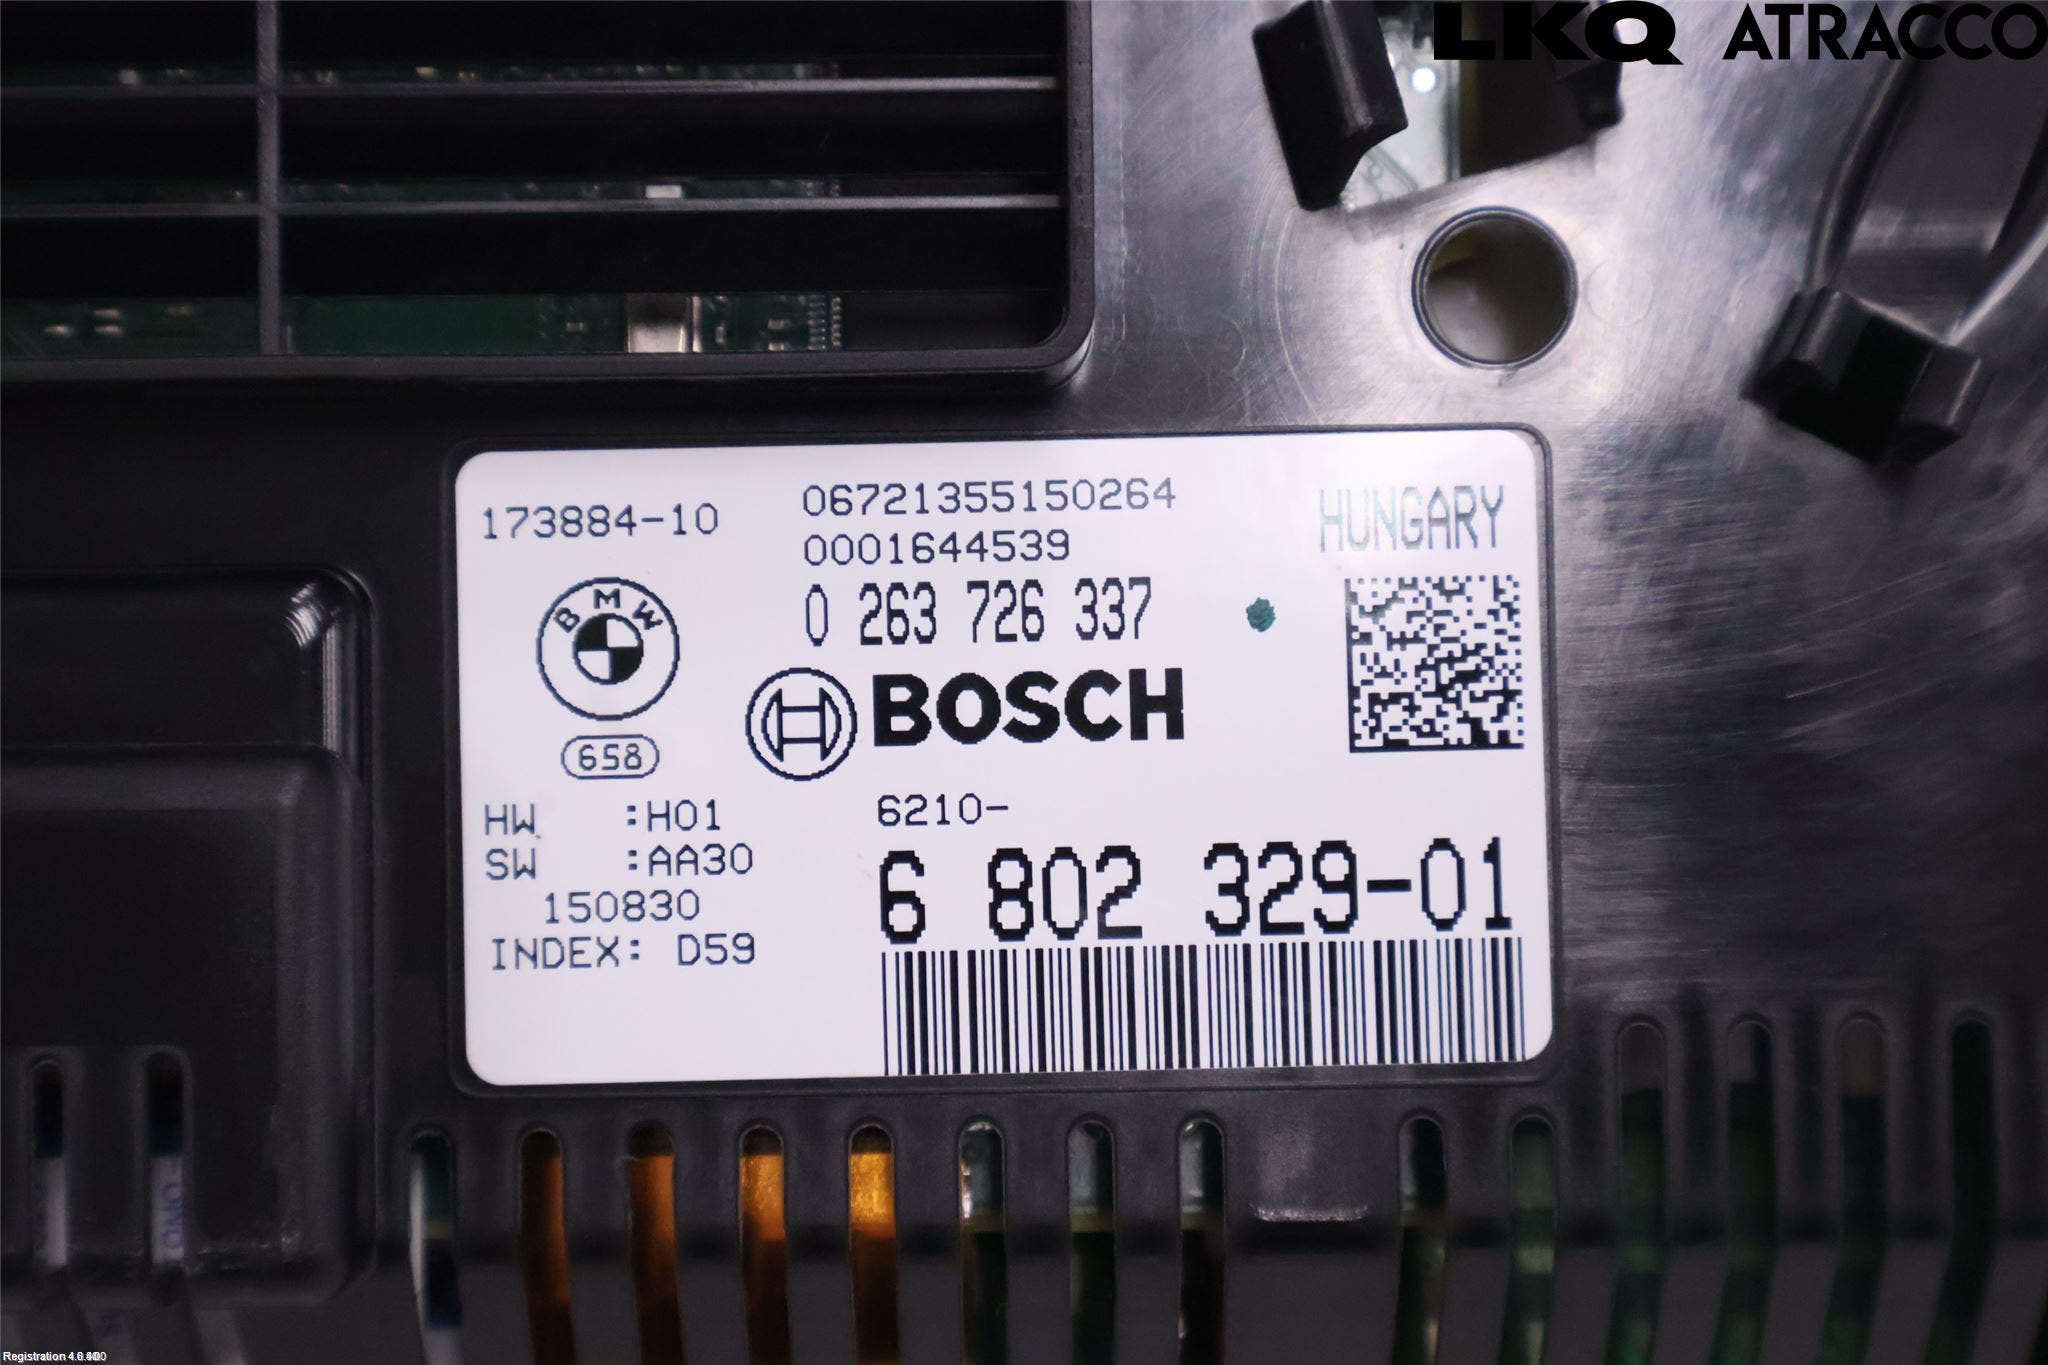 LKQ ATRACCO
173884-10
06721355150264
0001644539
0 263 726 337
HUNGARY
BMW
658
BOSCH
HW :H01
SW :AA30
150830
INDEX: D59
6210-
6 802 329-01